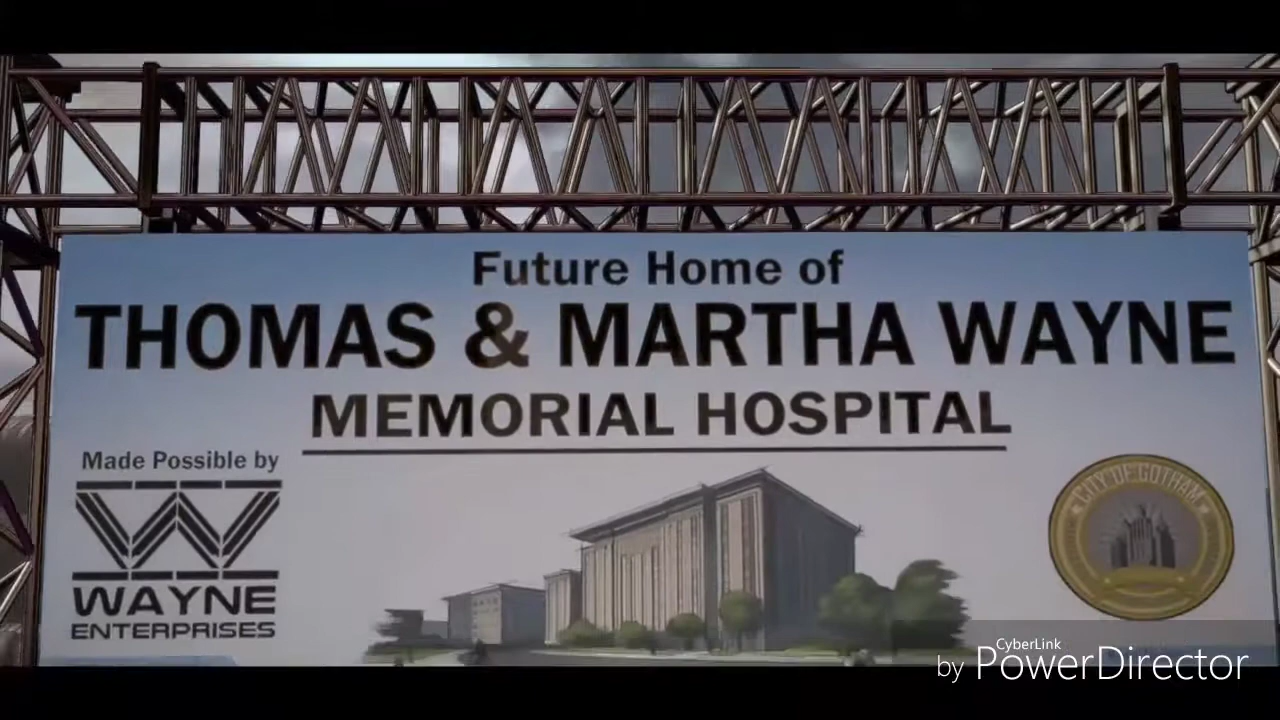 Future Home of
THOMAS & MARTHA WAYNE
MEMORIAL HOSPITAL
Made Possible by
WAYNE
ENTERPRISES
CITY OF GOTHAM
CyberLink
by PowerDirector